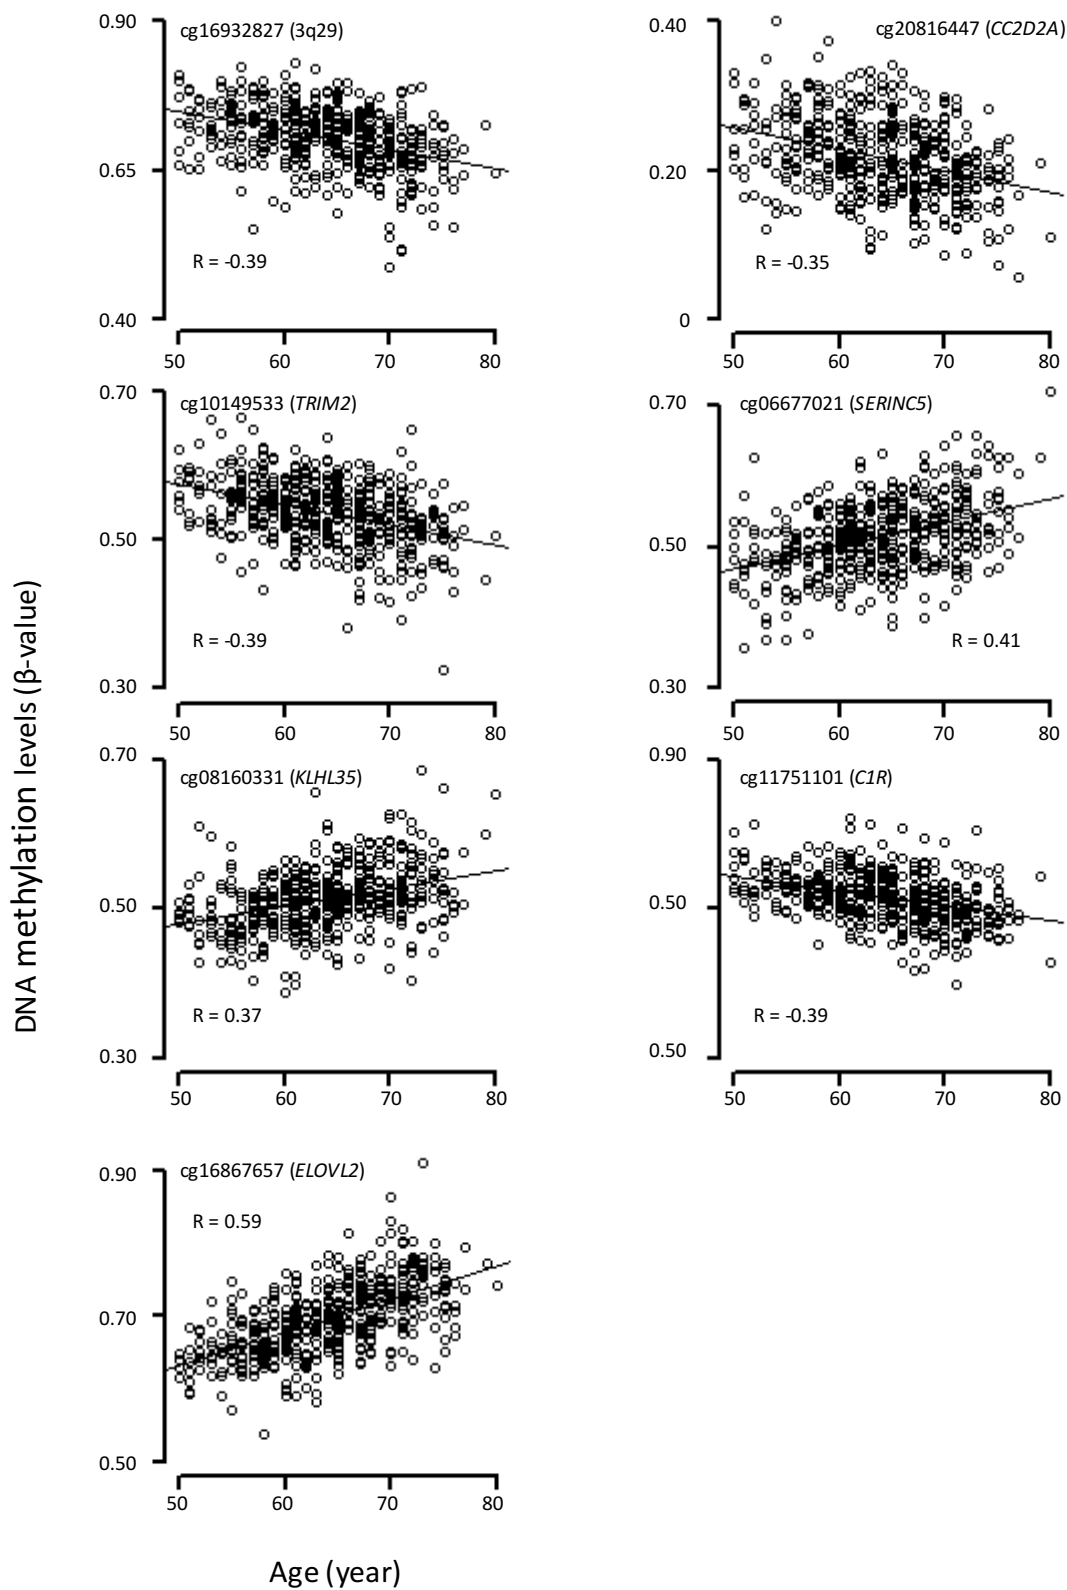 DNA methylation levels (β-value)
0.90
cg16932827 (3q29)
0.65
R = -0.39
0.40
50 60 70 80
0.40
cg20816447 (CC2D2A)
0.20
R = -0.35
0
50 60 70 80
0.70
cg10149533 (TRIM2)
0.50
R = -0.39
0.30
50 60 70 80
0.70
cg06677021 (SERINC5)
0.50
R = 0.41
0.30
50 60 70 80
0.70
cg08160331 (KLHL35)
0.50
R = 0.37
0.30
50 60 70 80
0.90
cg11751101 (C1R)
0.50
R = -0.39
0.50
50 60 70 80
0.90
cg16867657 (ELOVL2)
R = 0.59
0.70
0.50
50 60 70 80
Age (year)